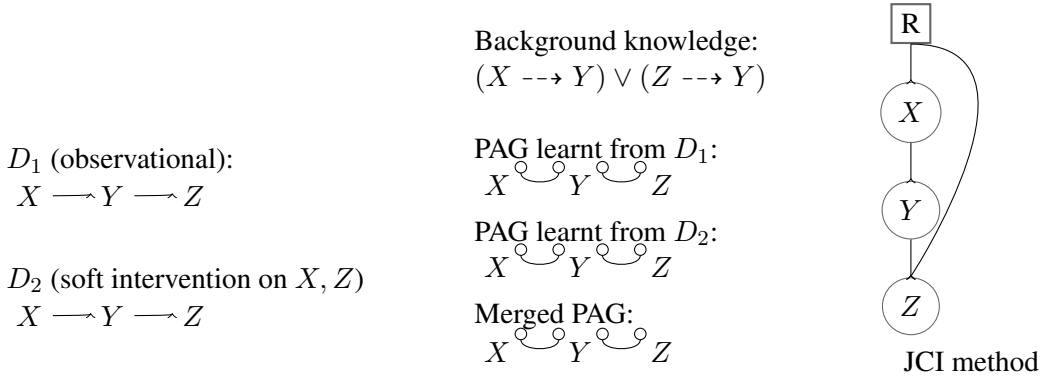 D₁ (observational):
X ⟶ Y ⟶ Z
D₂ (soft intervention on X, Z)
X ⟶ Y ⟶ Z
Background knowledge:
(X ⇢ Y) ∨ (Z ⇢ Y)
PAG learnt from D₁:
X Y Z
PAG learnt from D₂:
X Y Z
Merged PAG:
X Y Z
R
X
Y
Z
JCI method